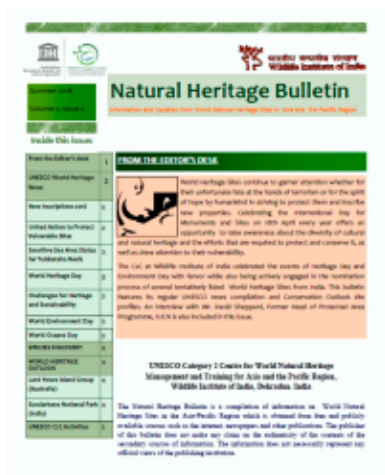 भारतीय वन्यजीव संस्थान
Wildlife Institute of India
Summer 2016
Natural Heritage Bulletin
Information and Updates from World Natural Heritage Sites in Asia and the Pacific Region
Inside this issue:
From the Editor's desk 1
UNESCO World Heritage
News
New Inscriptions 2016
United Action to Protect
Vulnerable Sites
Sensitive Sea Area Status
for Tubbataha Reefs
World Heritage Day 3
Challenges for Heritage
and Sustainability
World Environment Day
World Oceans Day
SPECIES DISCOVERY
WORLD HERITAGE
OUTLOOK
Lord Howe Island Group
(Australia)
Sundarbans National Park
(India)
UNESCO C2C Activities
FROM THE EDITOR'S DESK
World Heritage Sites continue to garner attention whether for
their unfortunate fate at the hands of terrorism or for the spirit
of hope by humankind in striving to protect them and inscribe
new properties. Celebrating the International Day for
Monuments and Sites on 18th April every year offers an
opportunity to raise awareness about the diversity of cultural
and natural heritage and the efforts that are required to protect and conserve it, as
well as draw attention to their vulnerability.
The C2C at Wildlife Institute of India celebrated the events of Heritage Day and
Environment Day with fervor while also being actively engaged in the nomination
process of several tentatively listed World Heritage Sites from India. This bulletin
features its regular UNESCO news compilation and Conservation Outlook site
profiles. An interview with Mr. David Sheppard, Former Head of Protected Area
Programme, IUCN is also included in this issue.
UNESCO Category 2 Centre for World Natural Heritage
Management and Training for Asia and the Pacific Region,
Wildlife Institute of India, Dehradun, India
The Natural Heritage Bulletin is a compilation of information on World Natural
Heritage Sites in the Asia-Pacific Region which is obtained from free and publicly
available sources such as the internet, newspapers and other publications. The publisher
of this bulletin does not make any claim on the authenticity of the contents of the
secondary sources of information. The information does not necessarily represent any
official views of the publishing institution.